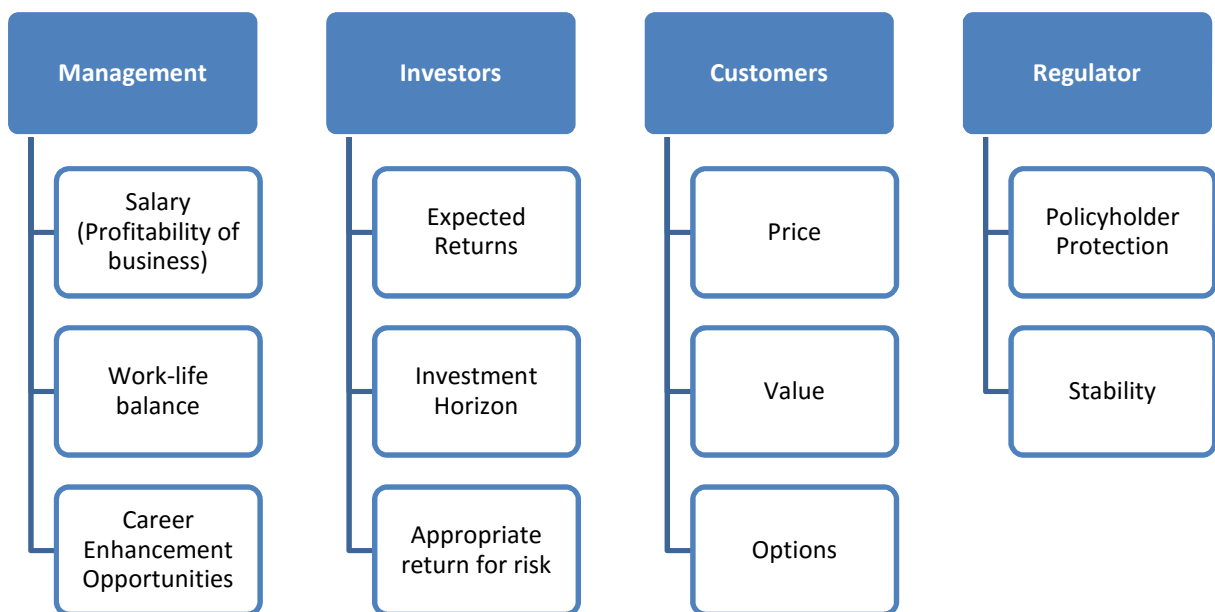 Management
Salary
(Profitability of
business)
Work-life
balance
Career
Enhancement
Opportunities
Investors
Expected
Returns
Investment
Horizon
Appropriate
return for risk
Customers
Price
Value
Options
Regulator
Policyholder
Protection
Stability